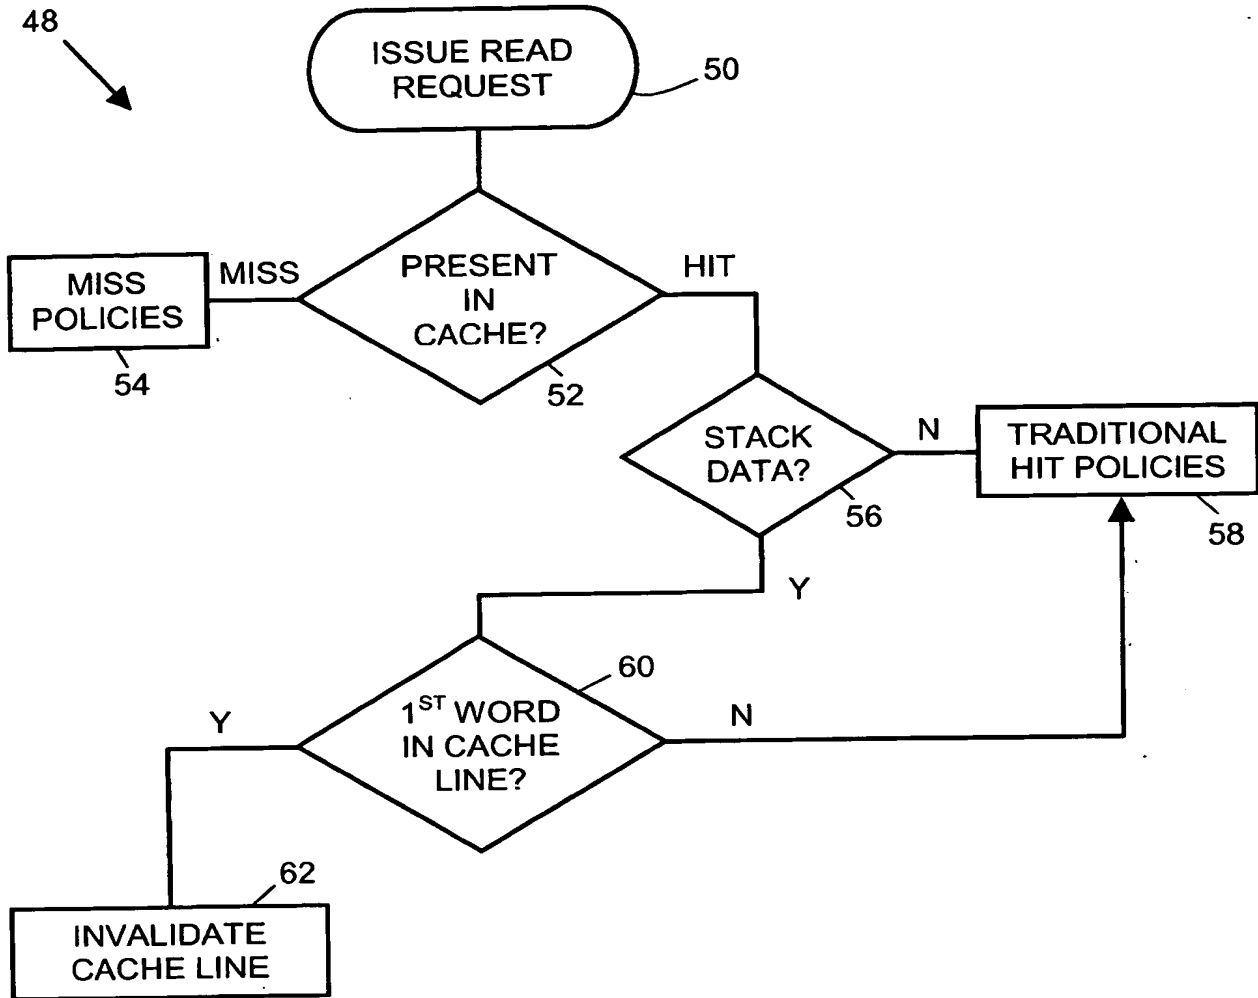 48
ISSUE READ
REQUEST
50
PRESENT
IN
CACHE?
52
MISS
MISS
POLICIES
54
HIT
STACK
DATA?
56
N
TRADITIONAL
HIT POLICIES
58
Y
60
1ST WORD
IN CACHE
LINE?
Y
N
62
INVALIDATE
CACHE LINE